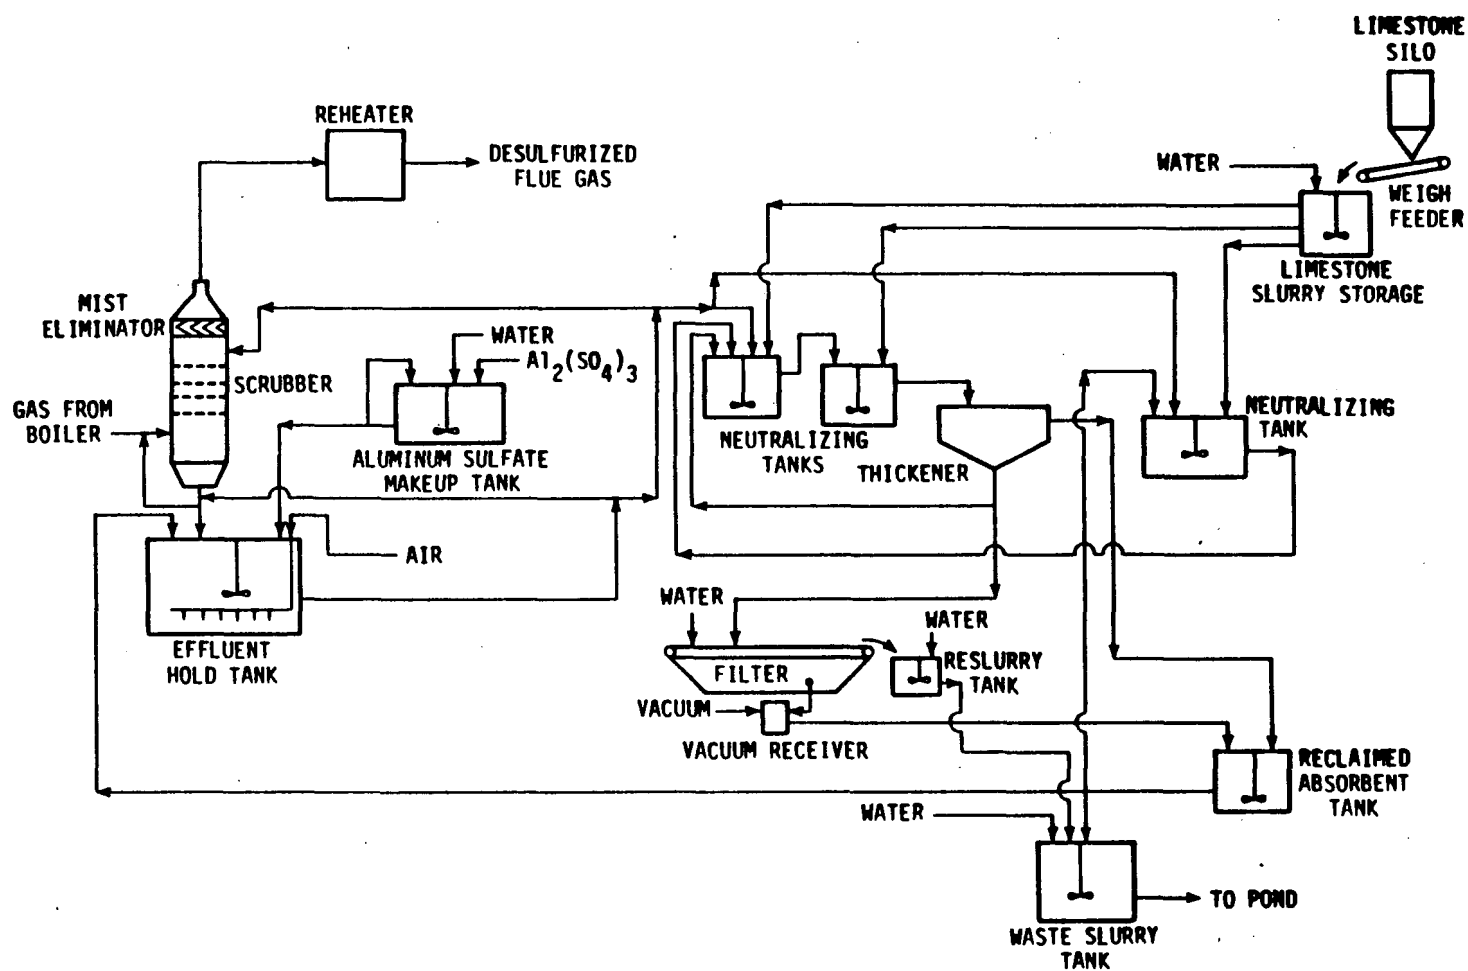 LIMESTONE
SILO
REHEATER
DESULFURIZED
FLUE GAS
WATER
WEIGH
FEEDER
LIMESTONE
SLURRY STORAGE
MIST
ELIMINATOR
WATER
Al2(SO4)3
SCRUBBER
GAS FROM
BOILER
NEUTRALIZING
TANK
NEUTRALIZING
TANKS
ALUMINUM SULFATE
MAKEUP TANK
THICKENER
AIR
WATER
WATER
EFFLUENT
HOLD TANK
FILTER
RESLURRY
TANK
VACUUM
VACUUM RECEIVER
RECLAIMED
ABSORBENT
TANK
WATER
TO POND
WASTE SLURRY
TANK